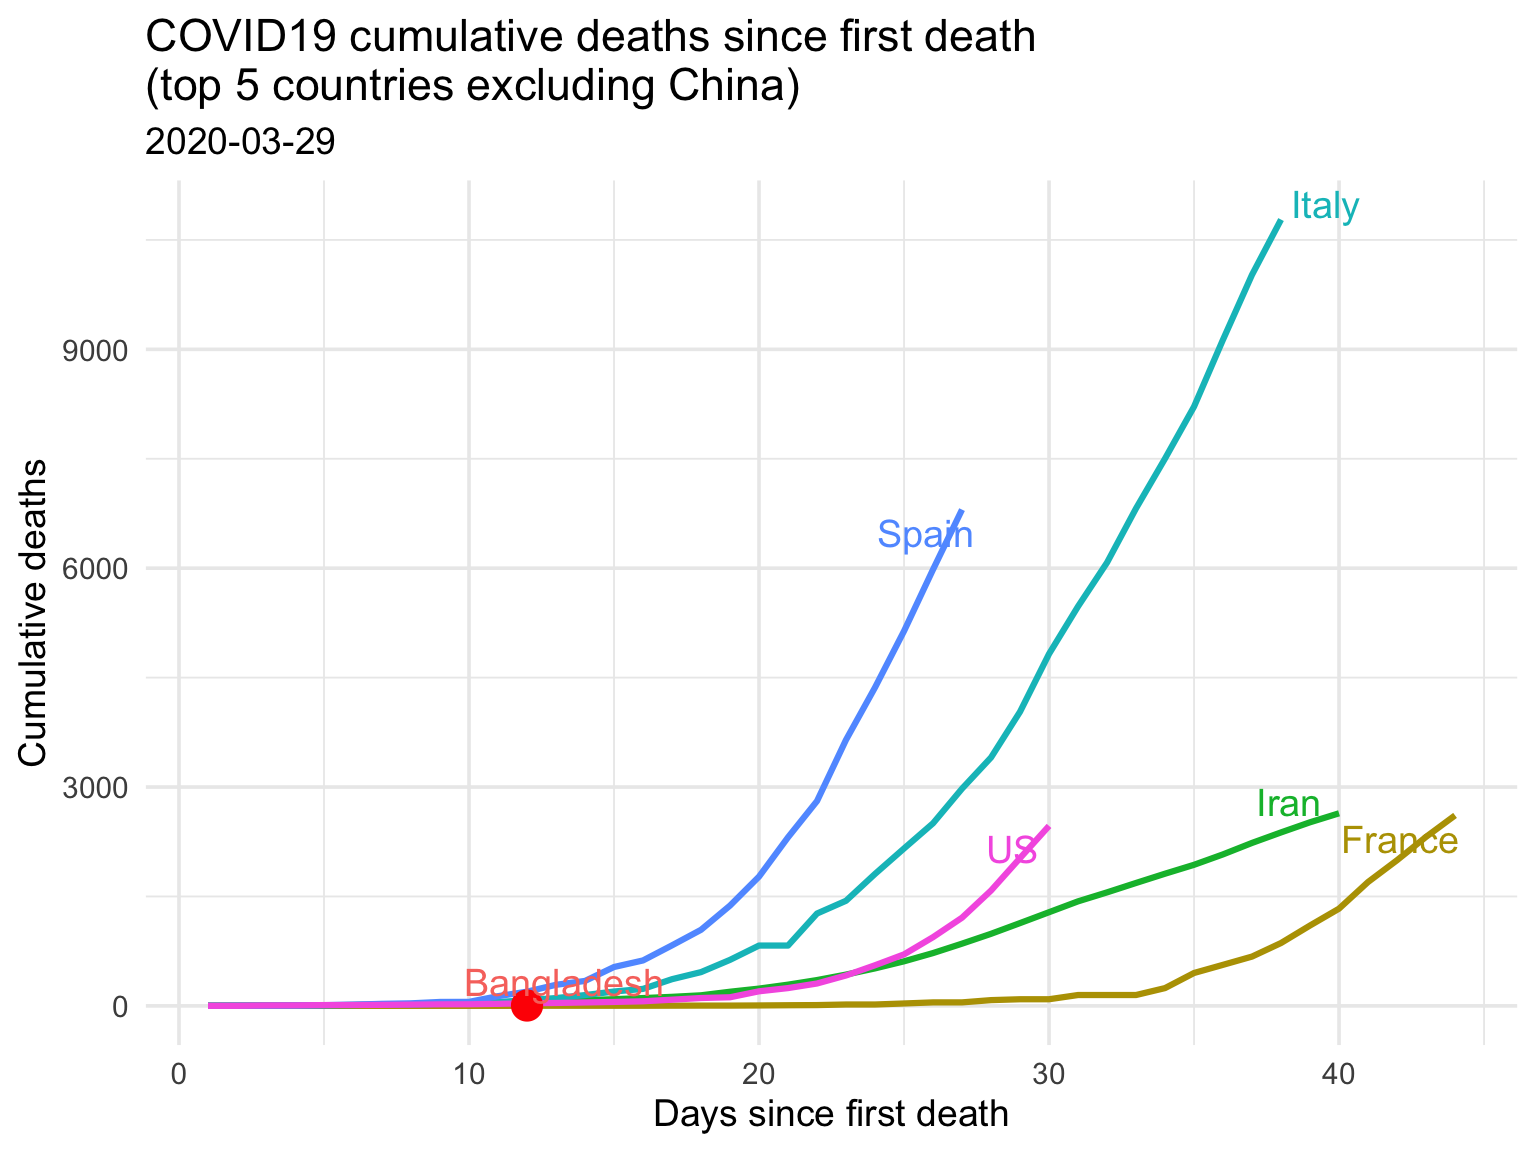 COVID19 cumulative deaths since first death
(top 5 countries excluding China)
2020-03-29
Italy
9000
Spain
6000
Cumulative deaths
3000
Iran
US
France
Bangladesh
0
0 10 20 30 40
Days since first death